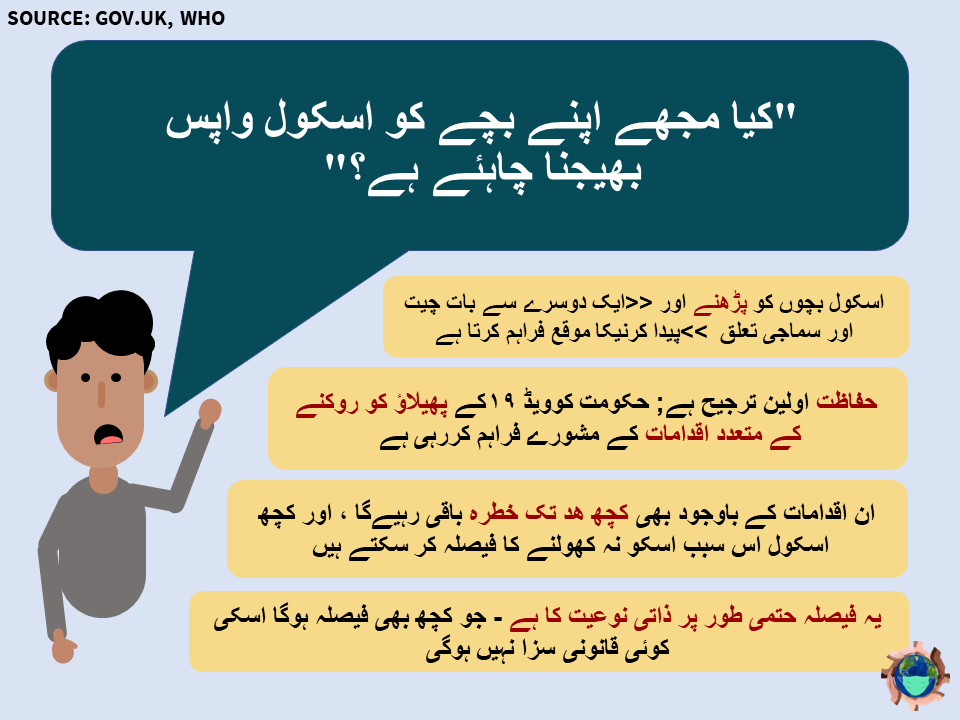 SOURCE: GOV.UK, WHO
"کیا مجھے اپنے بچے کو اسکول واپس
بھیجنا چاہئے ہے؟"
اسکول بچوں کو پڑھنے اور <<ایک دوسرے سے بات چیت
اور سماجی تعلق >>پیدا کرنیکا موقع فراہم کرتا ہے
حفاظت اولین ترجیح ہے; حکومت کوویڈ ۱۹کے پھیلاؤ کو روکنے
کے متعدد اقدامات کے مشورے فراہم کررہی ہے
ان اقدامات کے باوجود بھی کچھ ھد تک خطرہ باقی رہیےگا ، اور کچھ
اسکول اس سبب اسکو نہ کھولنے کا فیصلہ کر سکتے ہیں
یہ فیصلہ حتمی طور پر ذاتی نوعیت کا ہے - جو کچھ بھی فیصلہ ہوگا اسکی
کوئی قانونی سزا نہیں ہوگی